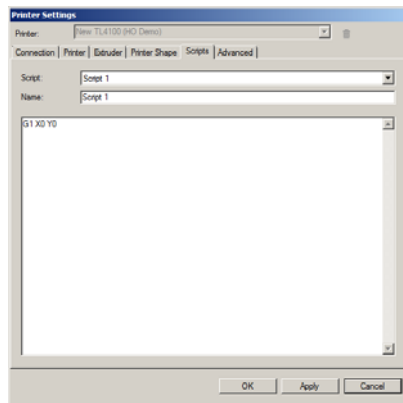 Printer Settings
Printer: New TL4100 (HO Demo)
Connection Printer Extruder Printer Shape Scripts Advanced
Script: Script 1
Name: Script 1
G1 X0 Y0
OK Apply Cancel